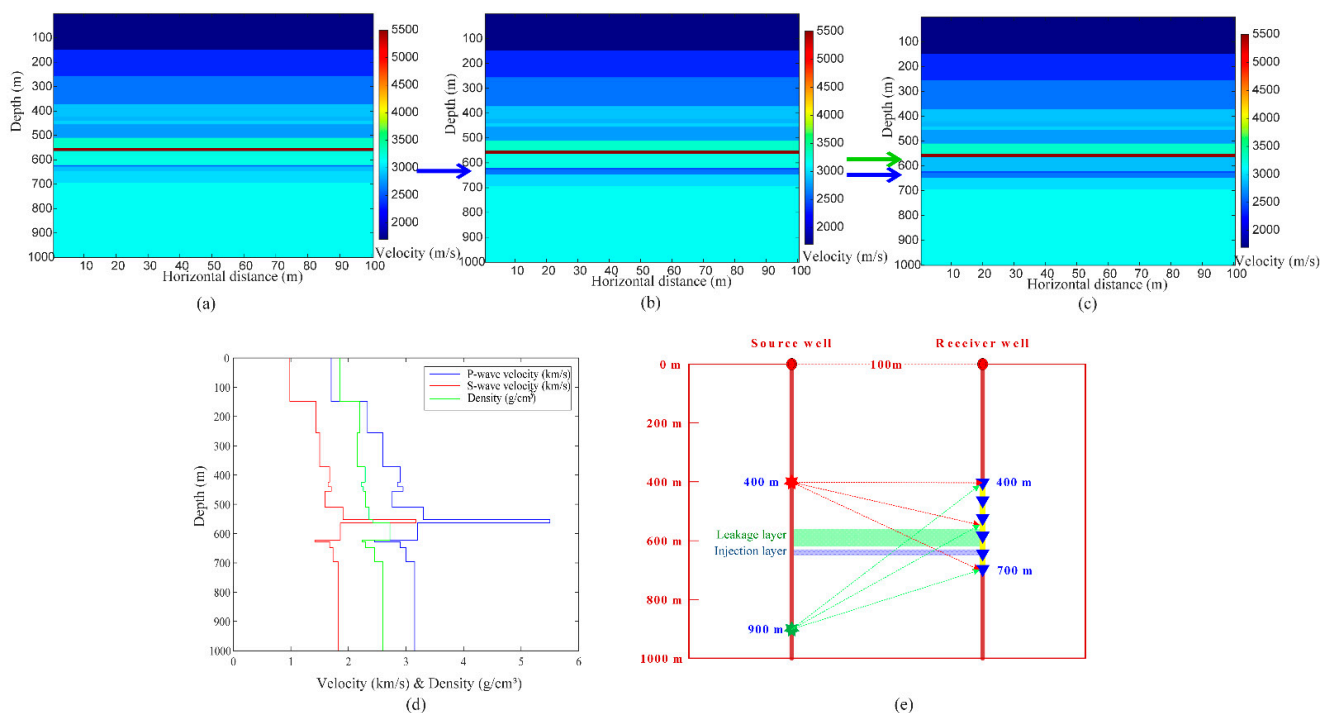 100
200
300
400
500
600
700
800
900
1000
Depth (m)
10 20 30 40 50 60 70 80 90 100
Horizontal distance (m)
5500
5000
4500
4000
3500
3000
2500
2000
Velocity (m/s)
(a)
100
200
300
400
500
600
700
800
900
1000
Depth (m)
10 20 30 40 50 60 70 80 90 100
Horizontal distance (m)
5500
5000
4500
4000
3500
3000
2500
2000
Velocity (m/s)
(b)
100
200
300
400
500
600
700
800
900
1000
Depth (m)
10 20 30 40 50 60 70 80 90 100
Horizontal distance (m)
5500
5000
4500
4000
3500
3000
2500
2000
Velocity (m/s)
(c)
0
100
200
300
400
500
600
700
800
900
1000
Depth (m)
P-wave velocity (km/s)
S-wave velocity (km/s)
Density (g/cm³)
0 1 2 3 4 5 6
Velocity (km/s) & Density (g/cm³)
(d)
Source well
Receiver well
0 m
100m
200 m
400 m
400 m
400 m
Leakage layer
600 m
Injection layer
700 m
800 m
900 m
1000 m
(e)